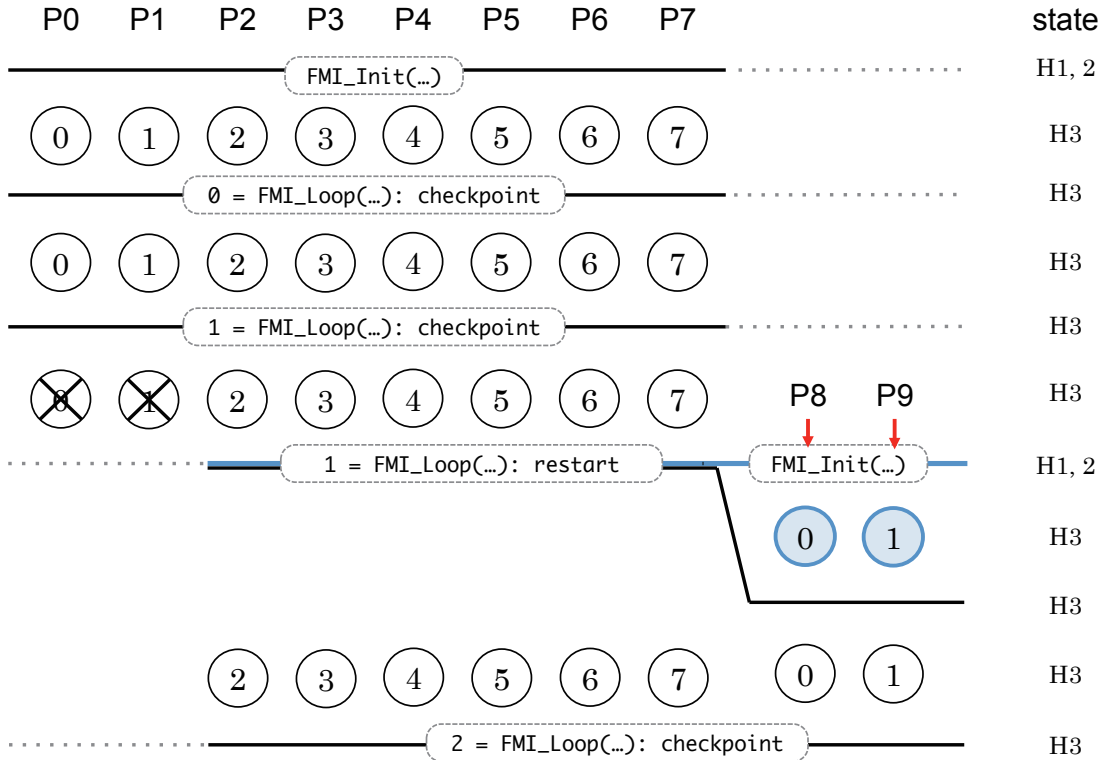 P0 P1 P2 P3 P4 P5 P6 P7 state
FMI_Init(…) H1, 2
0 1 2 3 4 5 6 7 H3
0 = FMI_Loop(…): checkpoint H3
0 1 2 3 4 5 6 7 H3
1 = FMI_Loop(…): checkpoint H3
0 1 2 3 4 5 6 7 H3
P8 P9
1 = FMI_Loop(…): restart FMI_Init(…) H1, 2
0 1 H3
H3
2 3 4 5 6 7 0 1 H3
2 = FMI_Loop(…): checkpoint H3